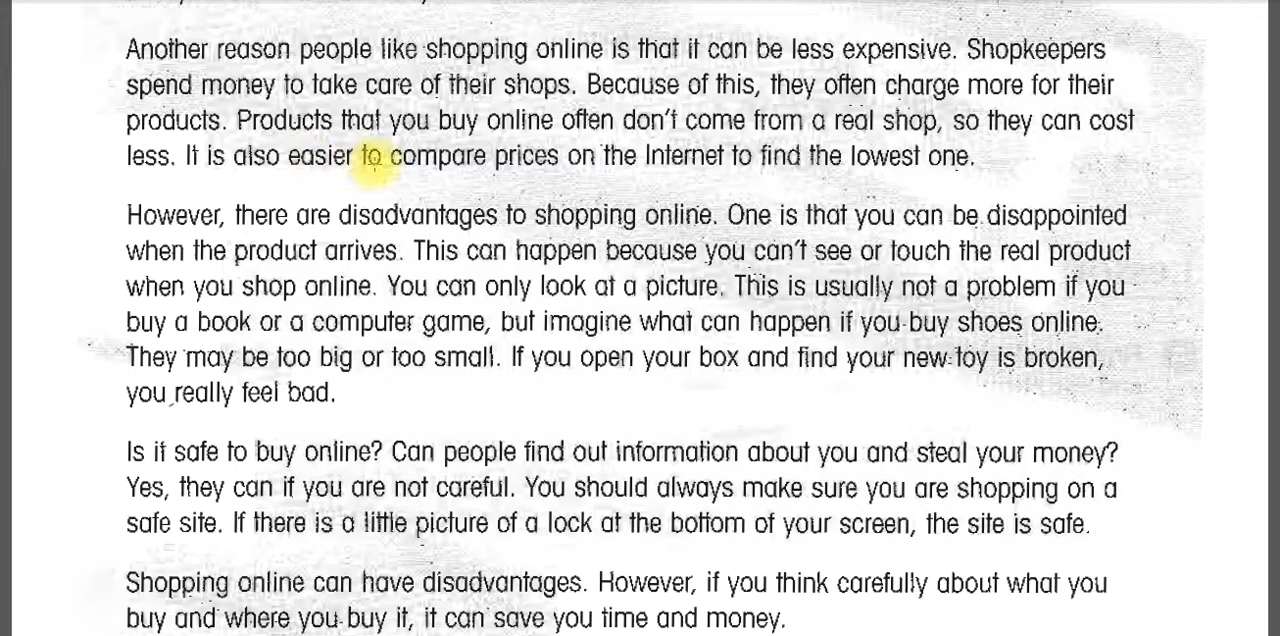 Another reason people like shopping online is that it can be less expensive. Shopkeepers
spend money to take care of their shops. Because of this, they often charge more for their
products. Products that you buy online often don't come from a real shop, so they can cost
less. It is also easier to compare prices on the Internet to find the lowest one.
However, there are disadvantages to shopping online. One is that you can be disappointed
when the product arrives. This can happen because you can't see or touch the real product
when you shop online. You can only look at a picture. This is usually not a problem if you
buy a book or a computer game, but imagine what can happen if you buy shoes online.
They may be too big or too small. If you open your box and find your new toy is broken,
you really feel bad.
Is it safe to buy online? Can people find out information about you and steal your money?
Yes, they can if you are not careful. You should always make sure you are shopping on a
safe site. If there is a little picture of a lock at the bottom of your screen, the site is safe.
Shopping online can have disadvantages. However, if you think carefully about what you
buy and where you buy it, it can save you time and money.